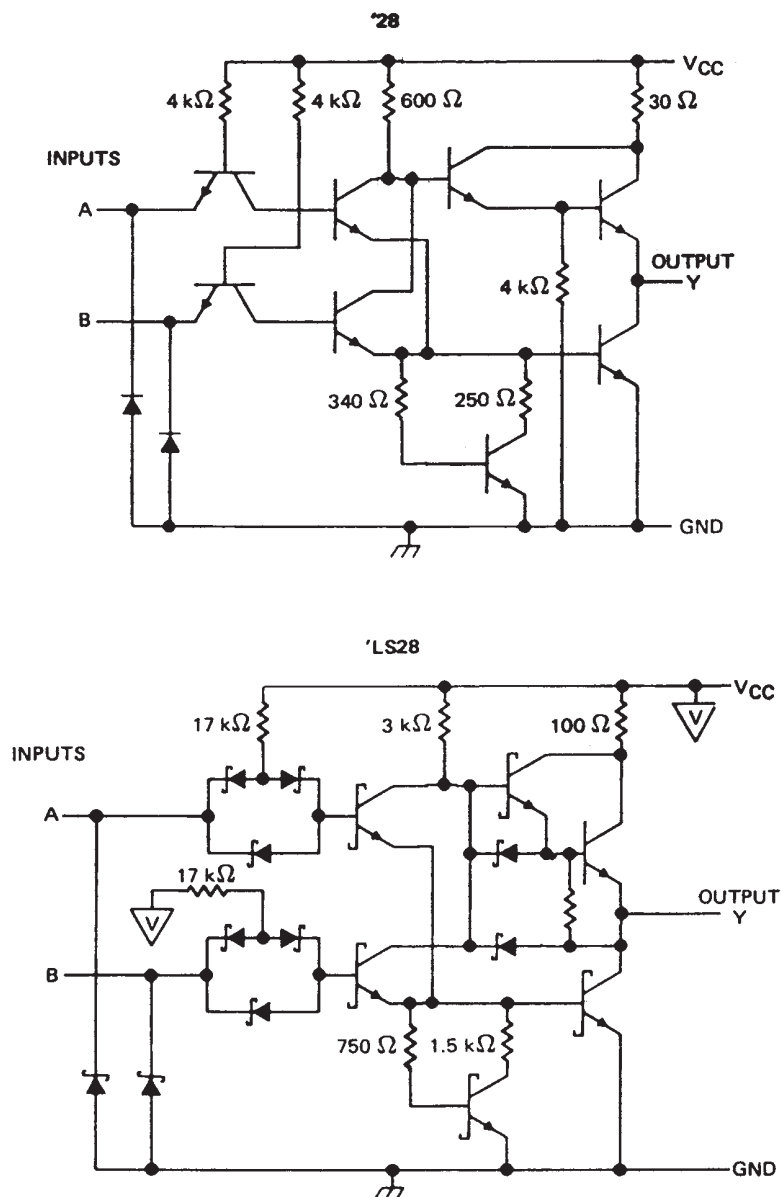 '28
VCC
4 kΩ
4 kΩ
600 Ω
30 Ω
INPUTS
A
OUTPUT
Y
4 kΩ
B
340 Ω
250 Ω
GND
'LS28
VCC
V
17 kΩ
3 kΩ
100 Ω
INPUTS
A
17 kΩ
V
OUTPUT
Y
B
750 Ω
1.5 kΩ
GND